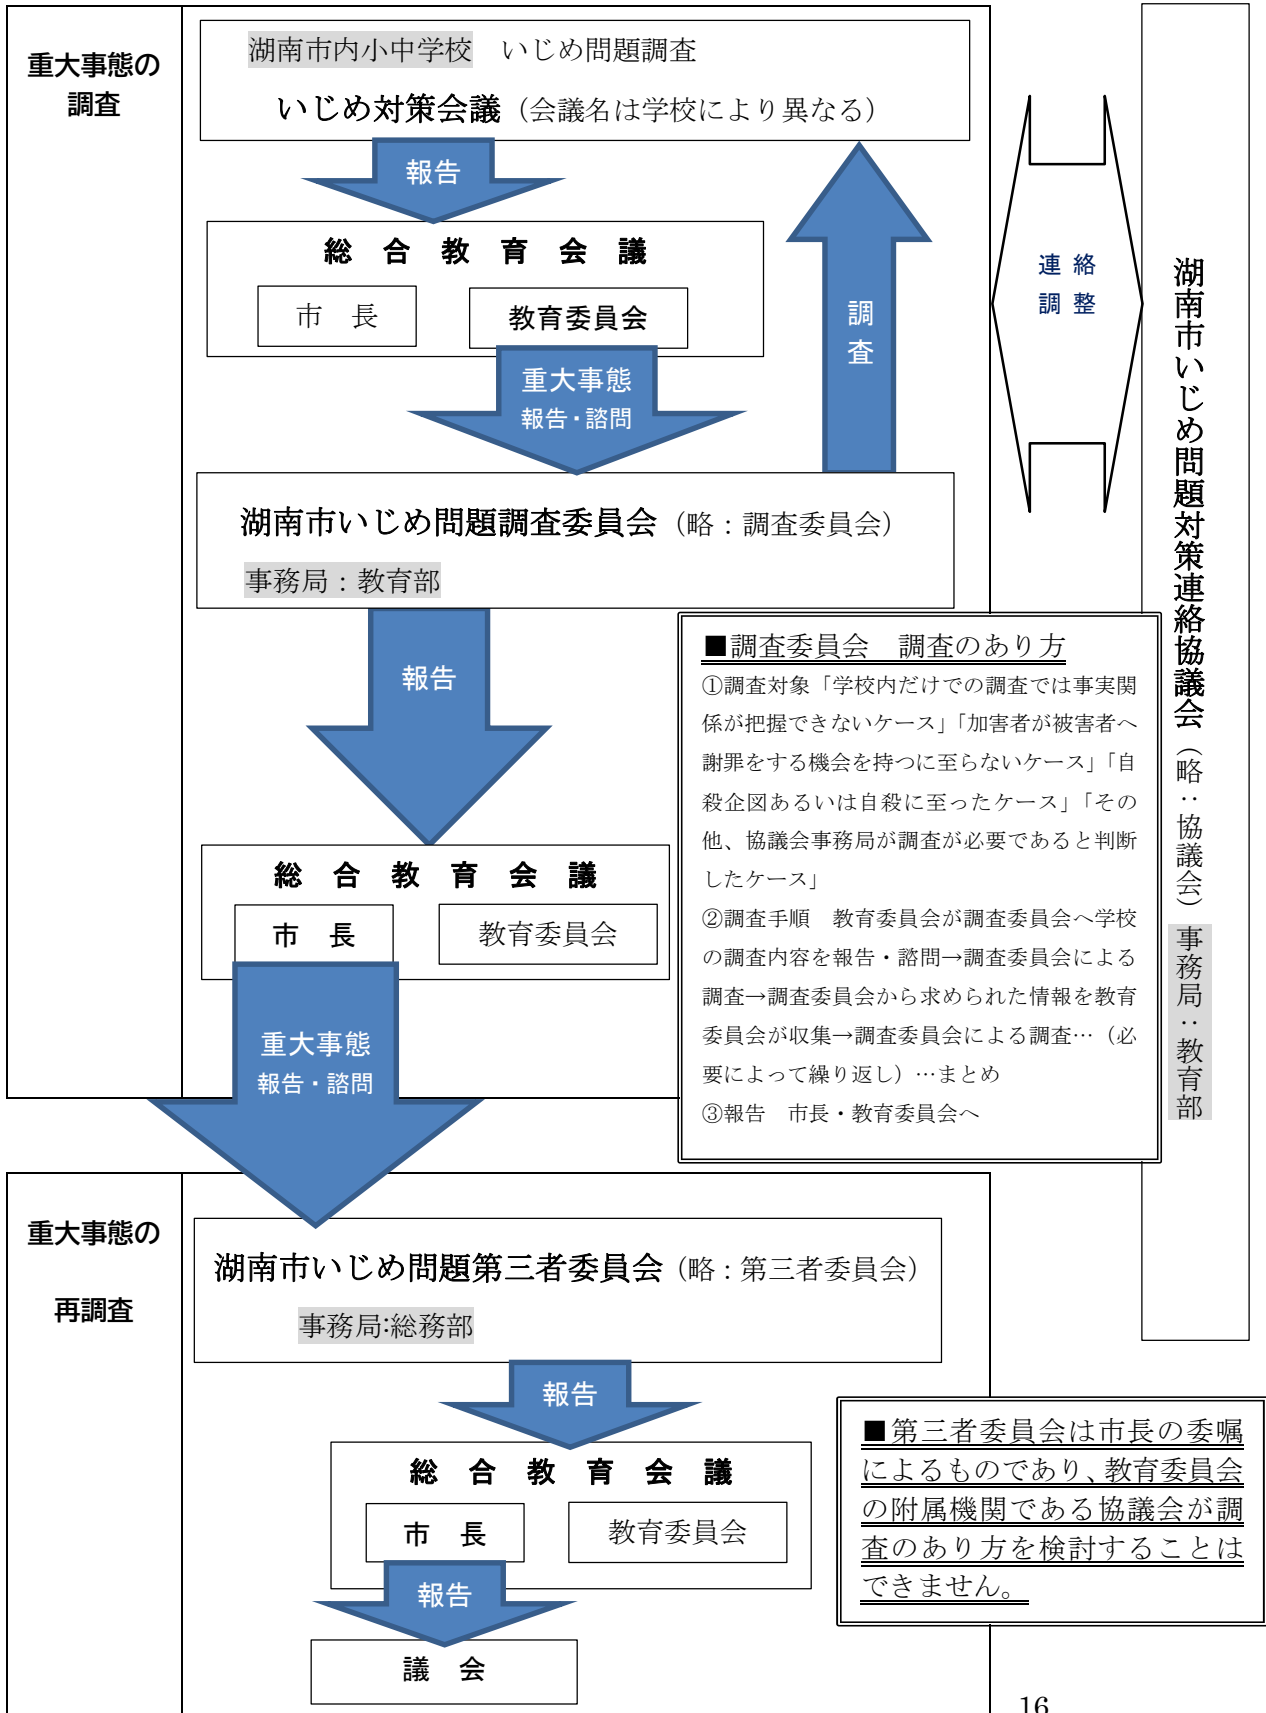 重大事態の
調査
湖南市内小中学校　いじめ問題調査
いじめ対策会議（会議名は学校により異なる）
報告
総合教育会議
市長
教育委員会
重大事態
報告・諮問
調査
連絡
調整
湖南市いじめ問題調査委員会（略：調査委員会）
事務局：教育部
報告
総合教育会議
市長
教育委員会
重大事態
報告・諮問
■調査委員会　調査のあり方
①調査対象「学校内だけでの調査では事実関
係が把握できないケース」「加害者が被害者へ
謝罪をする機会を持つに至らないケース」「自
殺企図あるいは自殺に至ったケース」「その
他、協議会事務局が調査が必要であると判断
したケース」
②調査手順　教育委員会が調査委員会へ学校
の調査内容を報告・諮問→調査委員会による
調査→調査委員会から求められた情報を教育
委員会が収集→調査委員会による調査…（必
要によって繰り返し）…まとめ
③報告　市長・教育委員会へ
湖南市いじめ問題対策連絡協議会（略：協議会）事務局：教育部
重大事態の
再調査
湖南市いじめ問題第三者委員会（略：第三者委員会）
事務局:総務部
報告
総合教育会議
市長
教育委員会
報告
議会
■第三者委員会は市長の委嘱
によるものであり、教育委員会
の附属機関である協議会が調
査のあり方を検討することは
できません。
16